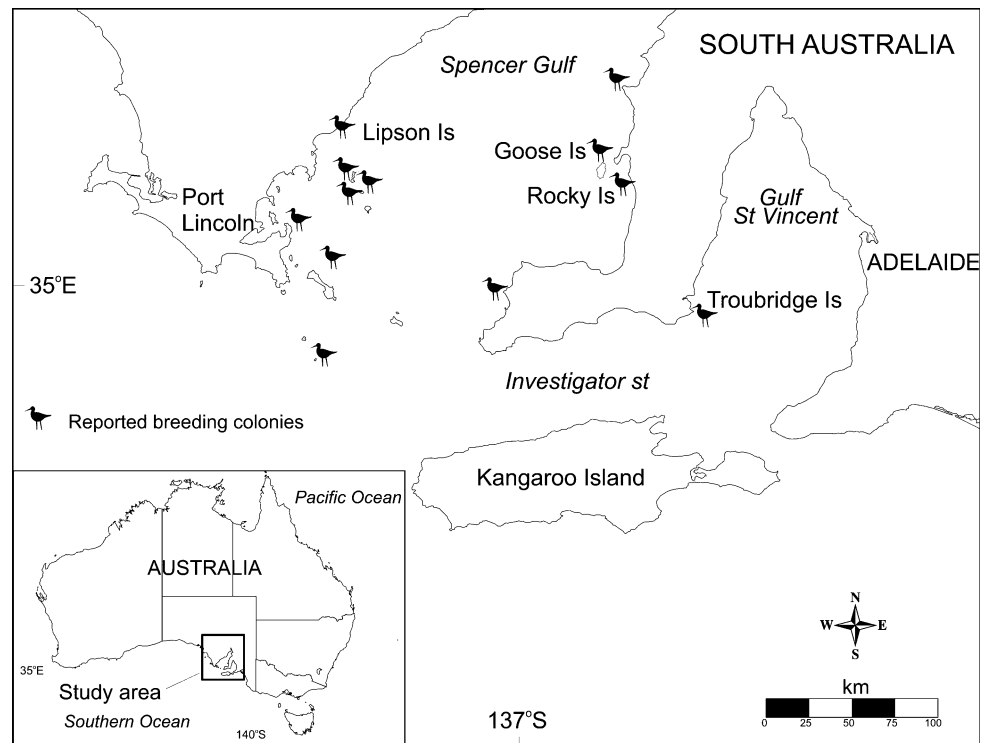 SOUTH AUSTRALIA
Spencer Gulf
Lipson Is
Goose Is
Rocky Is
Port
Lincoln
Gulf
St Vincent
ADELAIDE
35°E
Troubridge Is
Investigator st
Reported breeding colonies
Kangaroo Island
Pacific Ocean
AUSTRALIA
35°E
Study area
Southern Ocean
140°S
137°S
N
W E
S
km
0 25 50 75 100